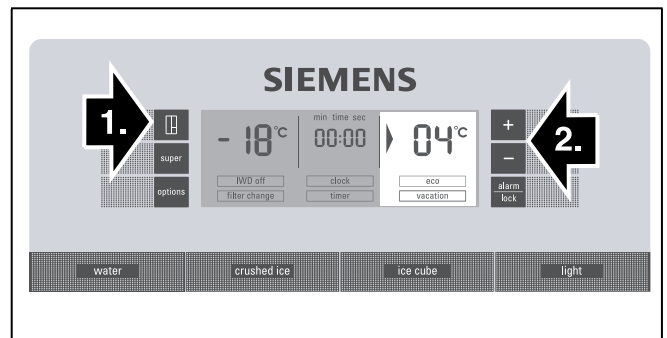 SIEMENS
1.
super
options
- 18°C
min time sec
00:00
04°C
IWD off
clock
eco
filter change
timer
vacation
+
-
alarm
lock
2.
water
crushed ice
ice cube
light